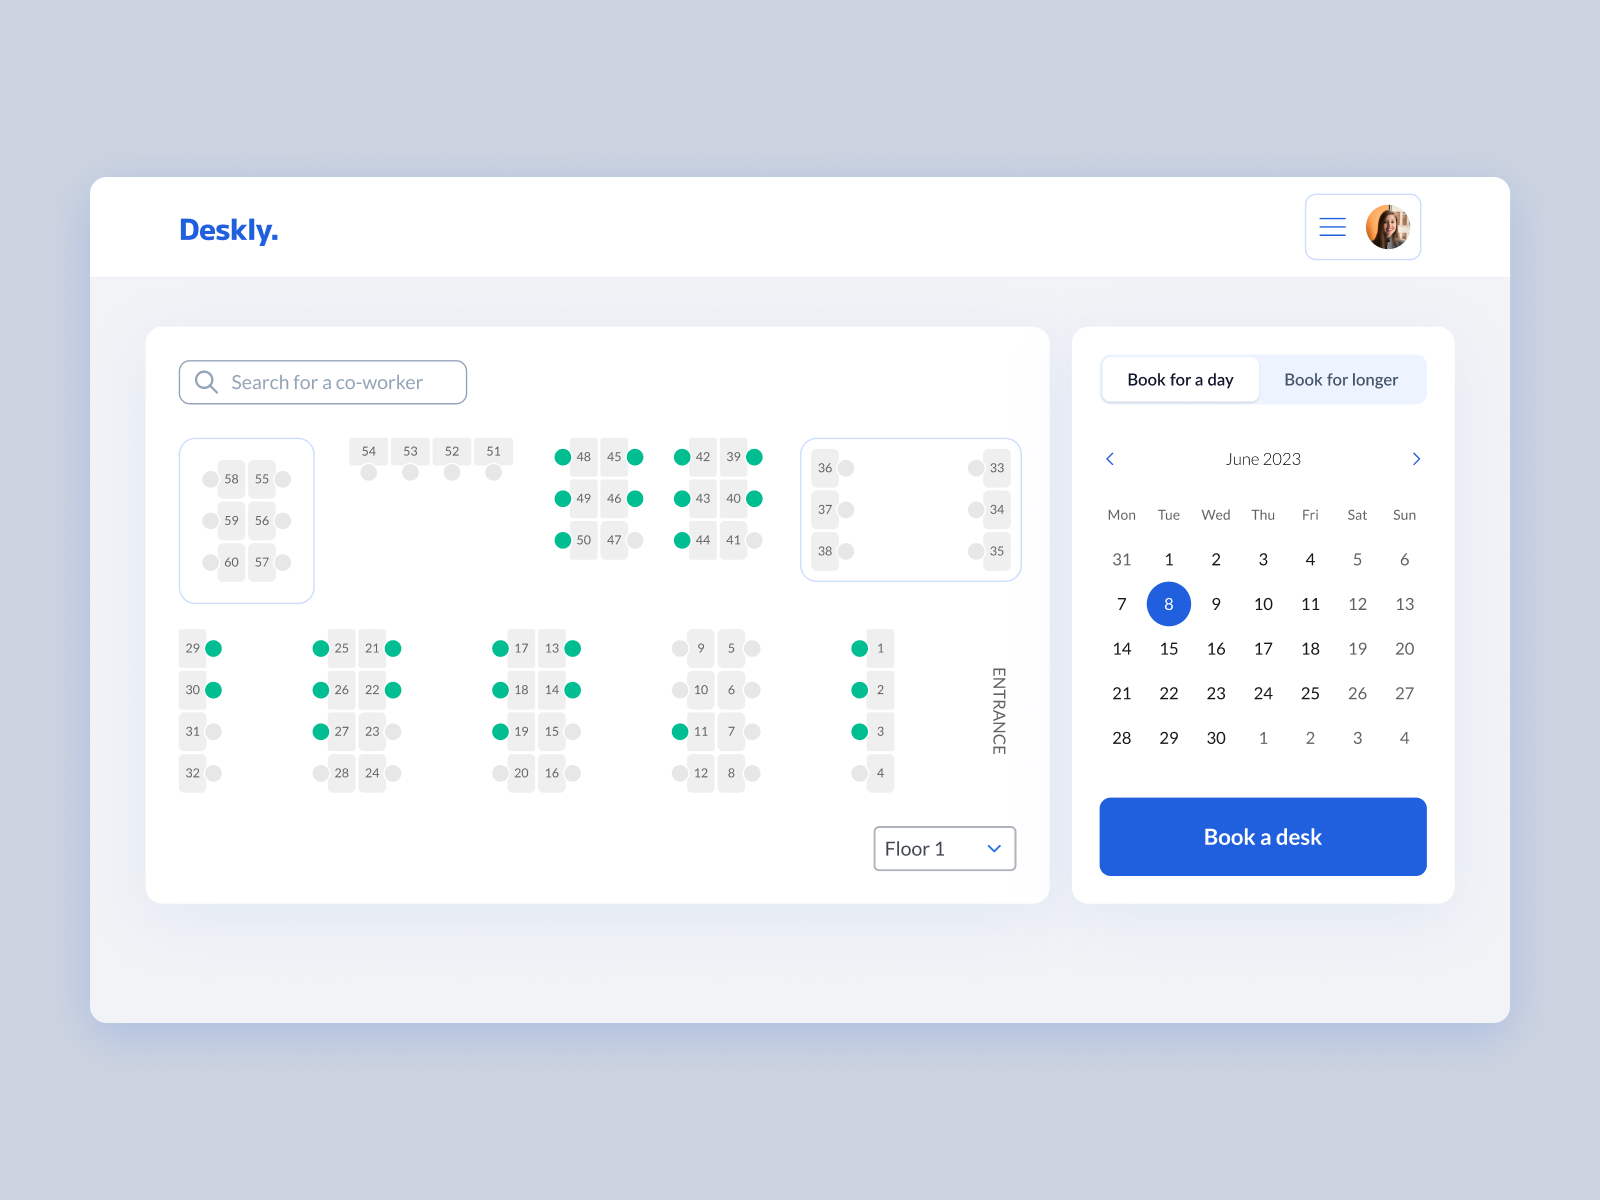 Deskly.
Search for a co-worker
54 53 52 51
48 45
42 39
36 33
58 55
49 46
43 40
37 34
59 56
50 47
44 41
38 35
60 57
29 25 21 17 13 9 5 1
30 26 22 18 14 10 6 2
31 27 23 19 15 11 7 3
32 28 24 20 16 12 8 4
ENTRANCE
Floor 1
Book for a day Book for longer
June 2023
Mon Tue Wed Thu Fri Sat Sun
31 1 2 3 4 5 6
7 8 9 10 11 12 13
14 15 16 17 18 19 20
21 22 23 24 25 26 27
28 29 30 1 2 3 4
Book a desk